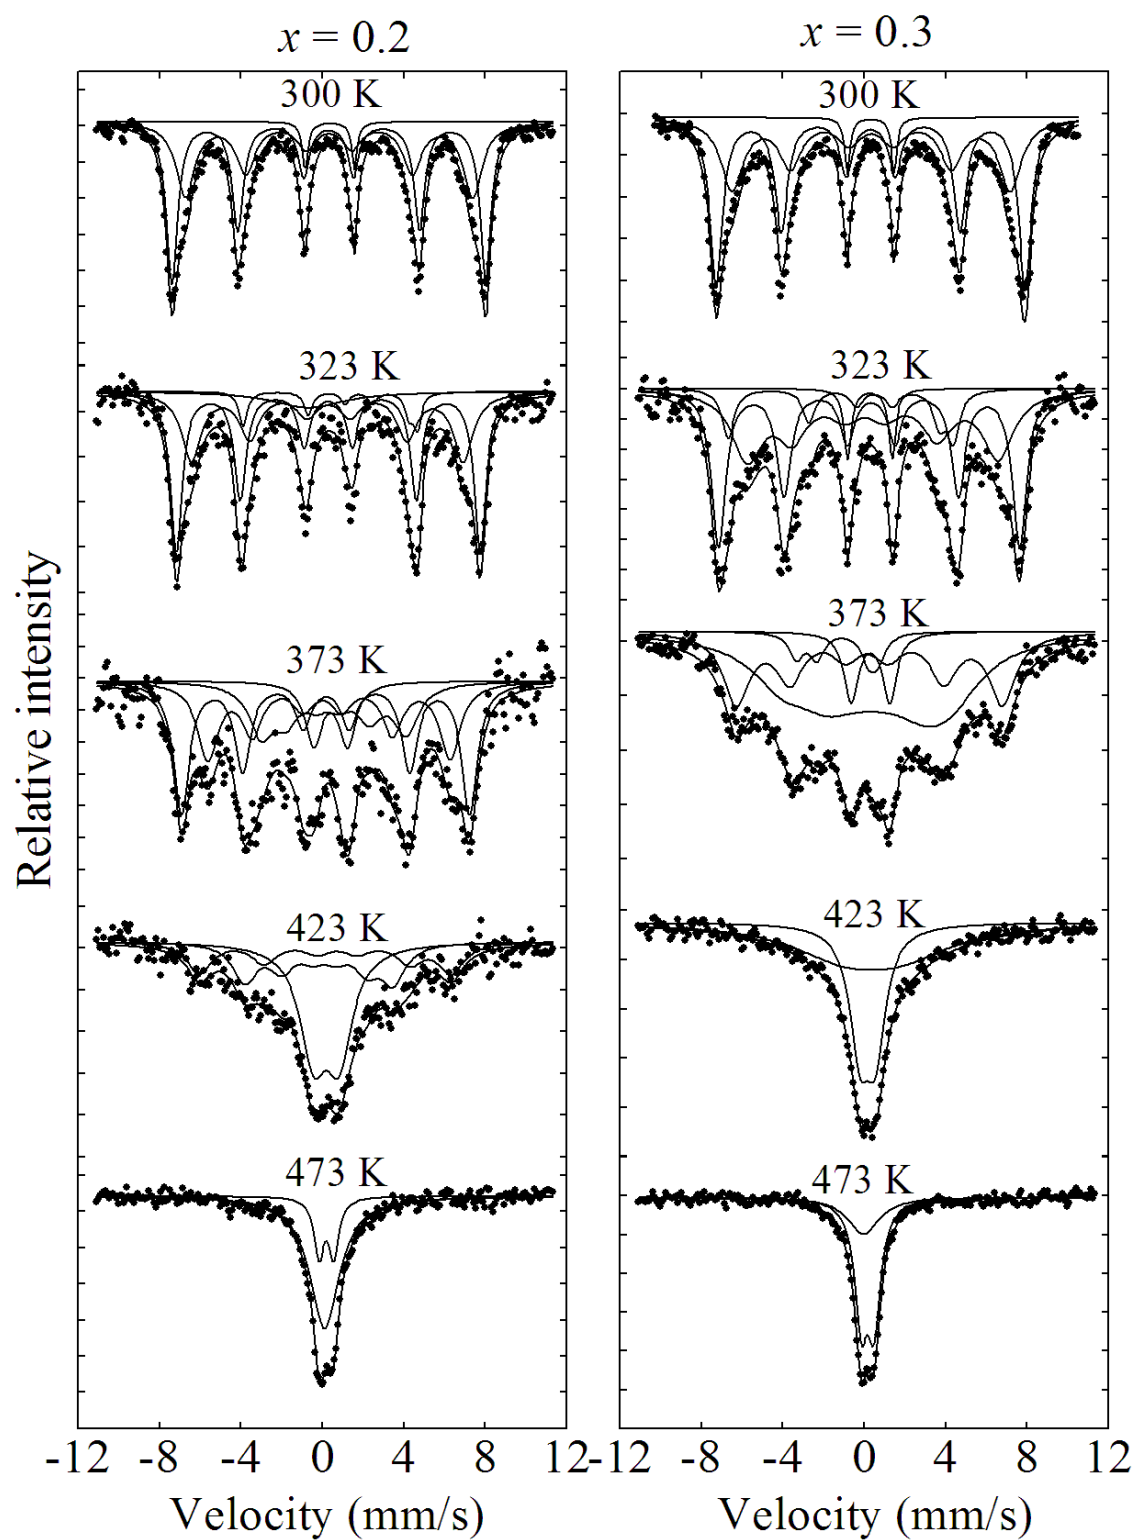 x = 0.2
x = 0.3
300 K
300 K
323 K
323 K
373 K
373 K
423 K
423 K
473 K
473 K
Relative intensity
-12 -8 -4 0 4 8 12
-12 -8 -4 0 4 8 12
Velocity (mm/s)
Velocity (mm/s)